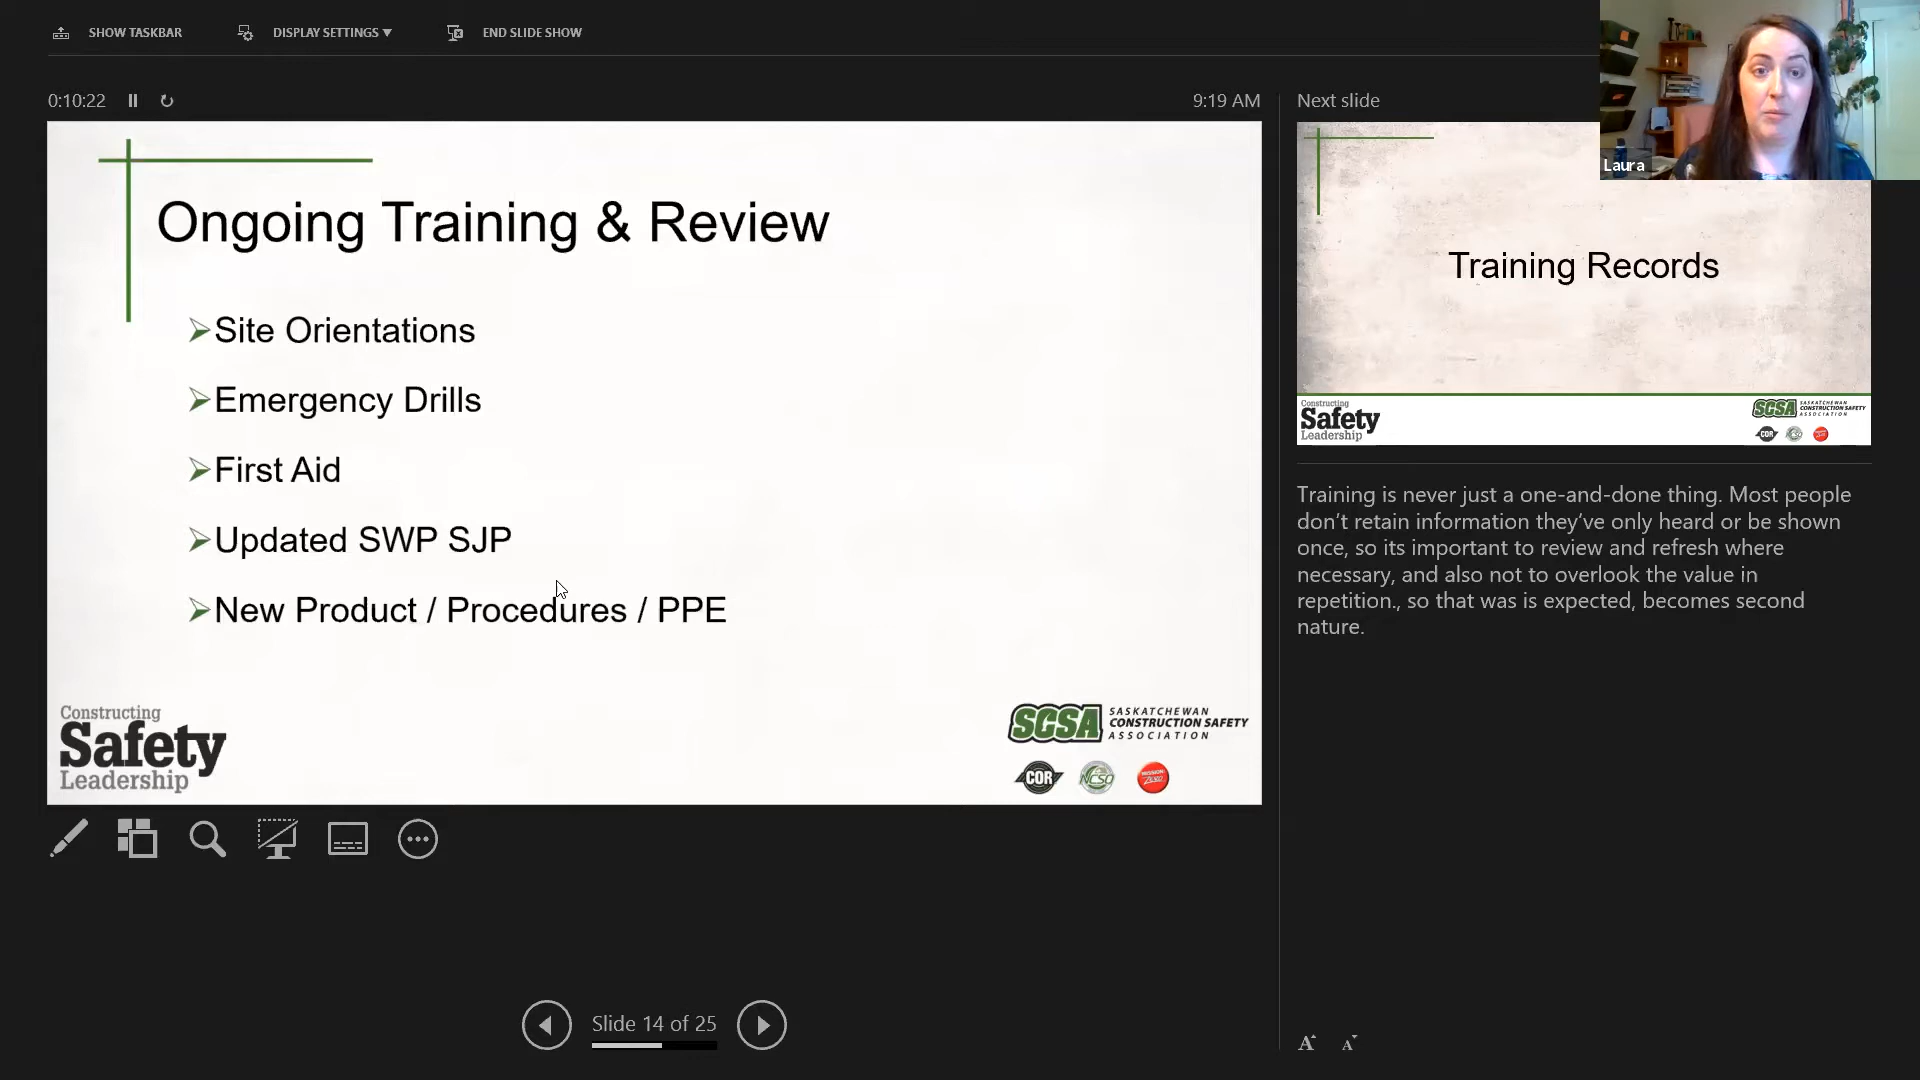 SHOW TASKBAR
DISPLAY SETTINGS ▼
END SLIDE SHOW
0:10:22
9:19 AM
Ongoing Training & Review
Site Orientations
Emergency Drills
First Aid
Updated SWP SJP
New Product / Procedures / PPE
Constructing
Safety
Leadership
SCSA
SASKATCHEWAN
CONSTRUCTION SAFETY
ASSOCIATION
COR
NCSO
MISSION:
ZERO
Slide 14 of 25
Next slide
Laura
Training Records
Constructing
Safety
Leadership
SCSA
SASKATCHEWAN
CONSTRUCTION SAFETY
ASSOCIATION
COR
Training is never just a one-and-done thing. Most people
don’t retain information they’ve only heard or be shown
once, so its important to review and refresh where
necessary, and also not to overlook the value in
repetition., so that was is expected, becomes second
nature.
A A